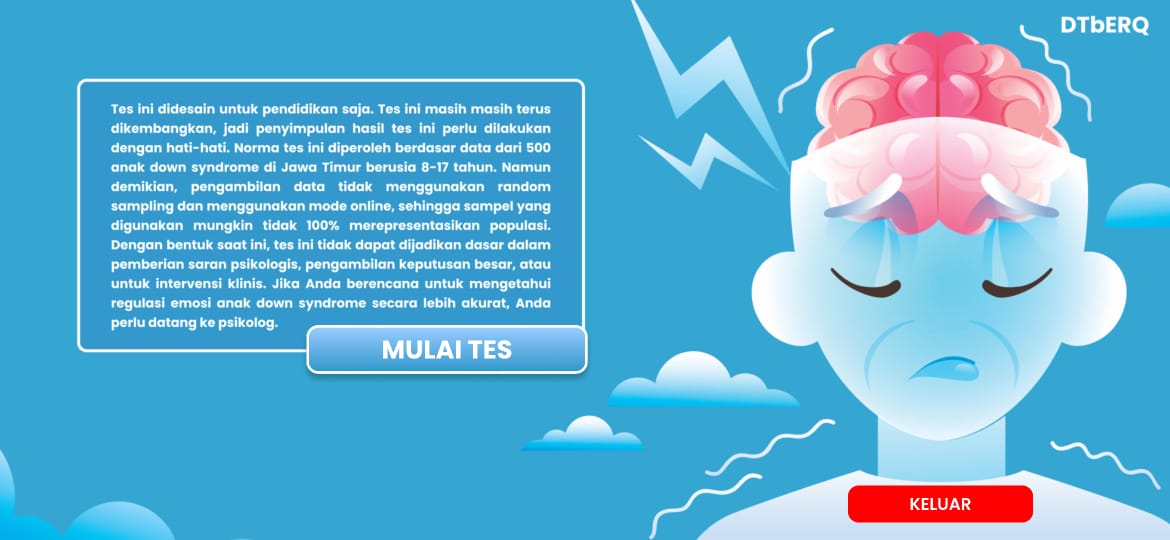 DTbERQ
Tes ini didesain untuk pendidikan saja. Tes ini masih masih terus
dikembangkan, jadi penyimpulan hasil tes ini perlu dilakukan
dengan hati-hati. Norma tes ini diperoleh berdasar data dari 500
anak down syndrome di Jawa Timur berusia 8-17 tahun. Namun
demikian, pengambilan data tidak menggunakan random
sampling dan menggunakan mode online, sehingga sampel yang
digunakan mungkin tidak 100% merepresentasikan populasi.
Dengan bentuk saat ini, tes ini tidak dapat dijadikan dasar dalam
pemberian saran psikologis, pengambilan keputusan besar, atau
untuk intervensi klinis. Jika Anda berencana untuk mengetahui
regulasi emosi anak down syndrome secara lebih akurat, Anda
perlu datang ke psikolog.
MULAI TES
KELUAR